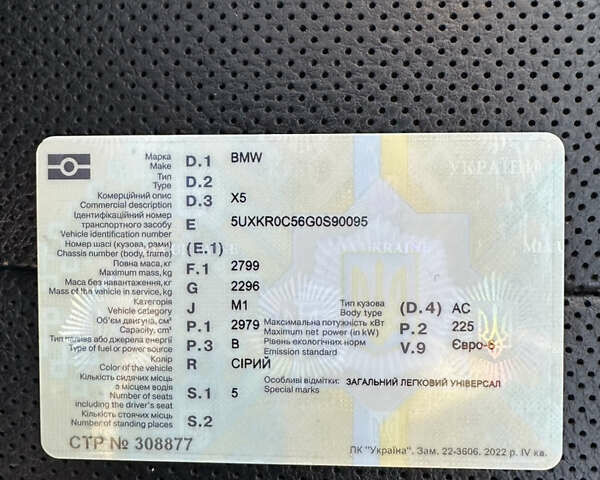 Марка Make D.1 BMW
Тип Type D.2
Комерційний опис Commercial description D.3 X5
Ідентифікаційний номер транспортного засобу Vehicle identification number E 5UXKR0C56G0S90095
Номер шасі (кузова, рами) Chassis number (body, frame) (E.1)
Повна маса, кг Maximum mass, kg F.1 2799
Маса без навантаження, кг Mass of the vehicle in service, kg G 2296
Категорія Vehicle category J M1 Тип кузова Body type (D.4) AC
Об'єм двигуна, см³ Capacity, cm³ P.1 2979 Максимальна потужність кВт Maximum net power (in kW) P.2 225
Тип палива або джерела енергії Type of fuel or power source P.3 B Рівень екологічних норм Emission standard V.9 Євро-6
Колір Color of the vehicle R СІРИЙ
Кількість сидячих місць з місцем водія Number of seats including the driver's seat S.1 5 Особливі відмітки: Special marks ЗАГАЛЬНИЙ ЛЕГКОВИЙ УНІВЕРСАЛ
Кількість стоячих місць Number of standing places S.2
СТР № 308877
ПК "Україна". Зам. 22-3606. 2022 р. IV кв.
УКРАЇНА